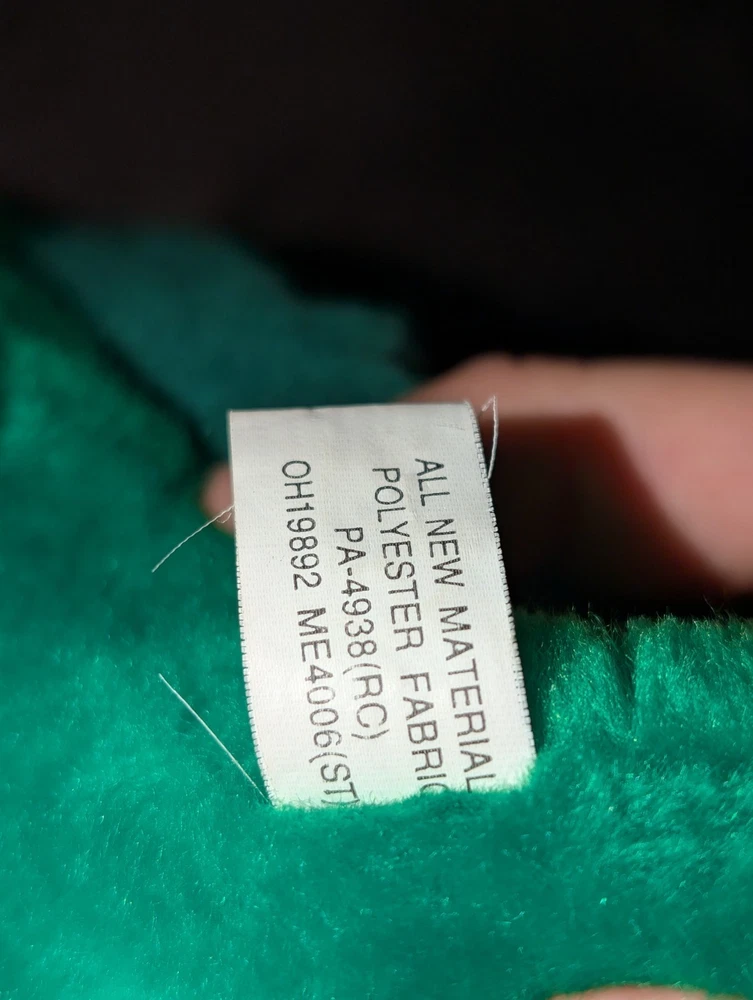 ALL NEW MATERIAL
POLYESTER FABRIC
PA-4938(RC)
OH19892 ME4006(ST)